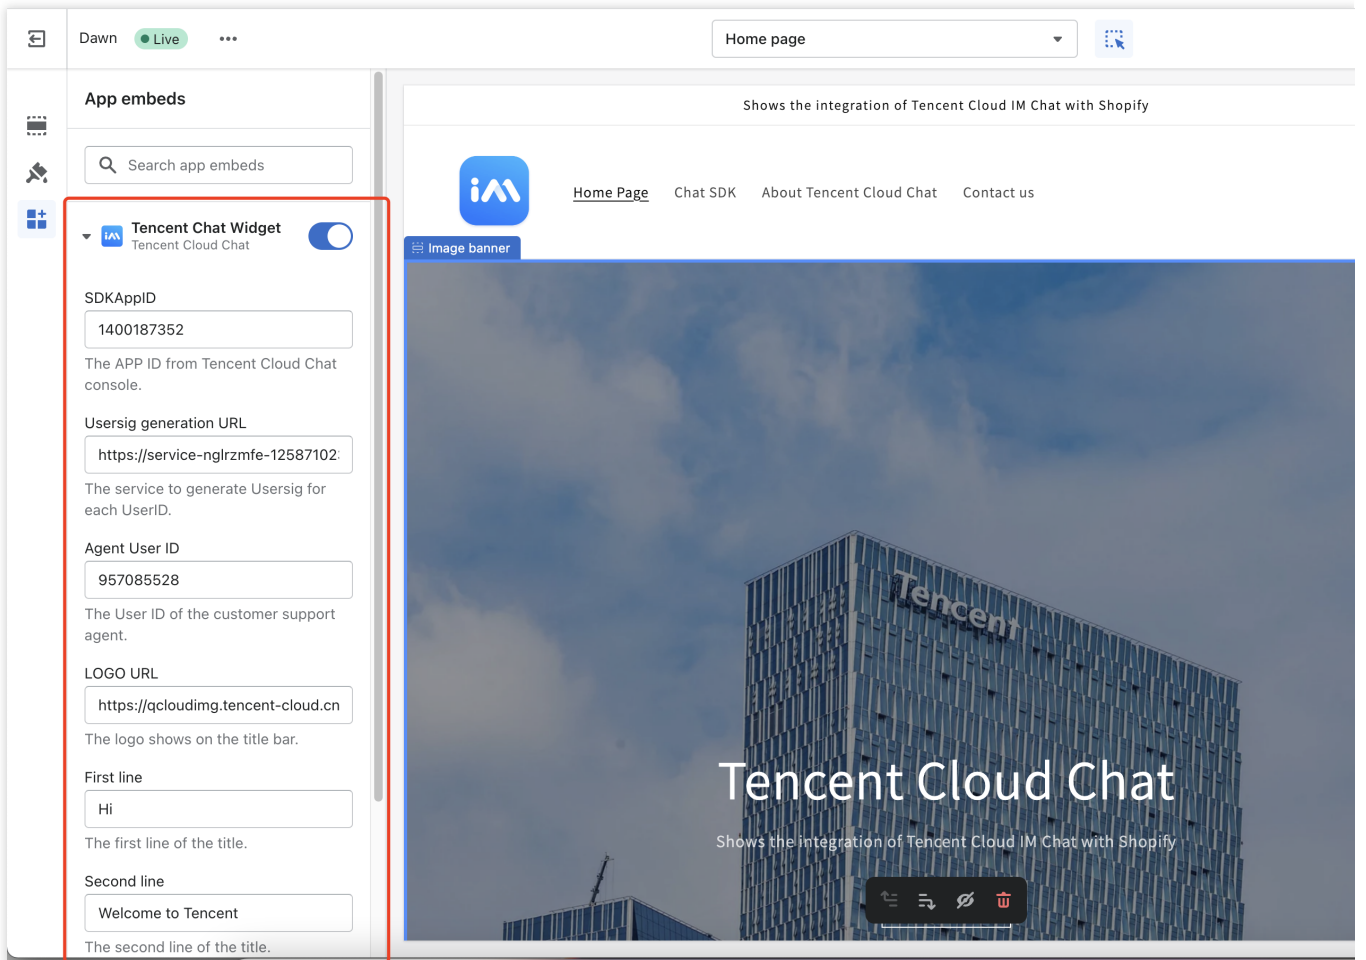 Dawn
Live
Home page
App embeds
Search app embeds
Tencent Chat Widget
Tencent Cloud Chat
SDKAppID
1400187352
The APP ID from Tencent Cloud Chat
console.
Usersig generation URL
https://service-nglrzmfe-12587102
The service to generate Usersig for
each UserID.
Agent User ID
957085528
The User ID of the customer support
agent.
LOGO URL
https://qcloudimg.tencent-cloud.cn
The logo shows on the title bar.
First line
Hi
The first line of the title.
Second line
Welcome to Tencent
The second line of the title.
Shows the integration of Tencent Cloud IM Chat with Shopify
im
Home Page
Chat SDK
About Tencent Cloud Chat
Contact us
Image banner
Tencent
Tencent Cloud Chat
Shows the integration of Tencent Cloud IM Chat with Shopify